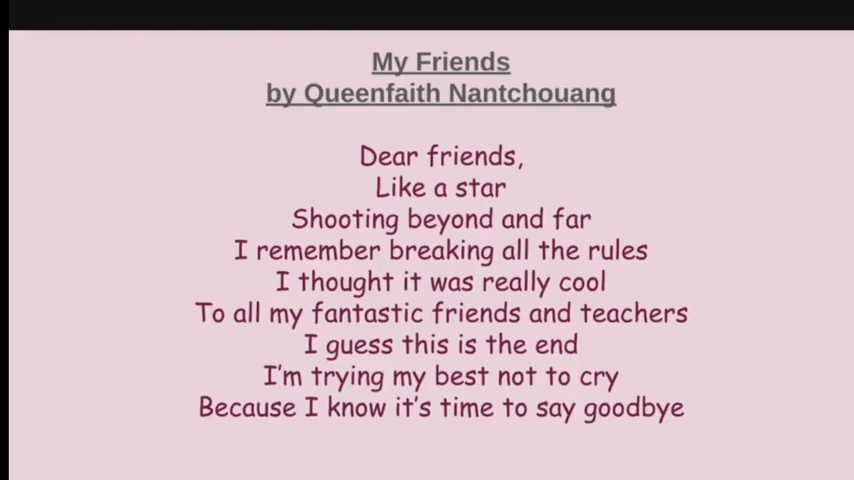 My Friends
by Queenfaith Nantchouang
Dear friends,
Like a star
Shooting beyond and far
I remember breaking all the rules
I thought it was really cool
To all my fantastic friends and teachers
I guess this is the end
I'm trying my best not to cry
Because I know it's time to say goodbye